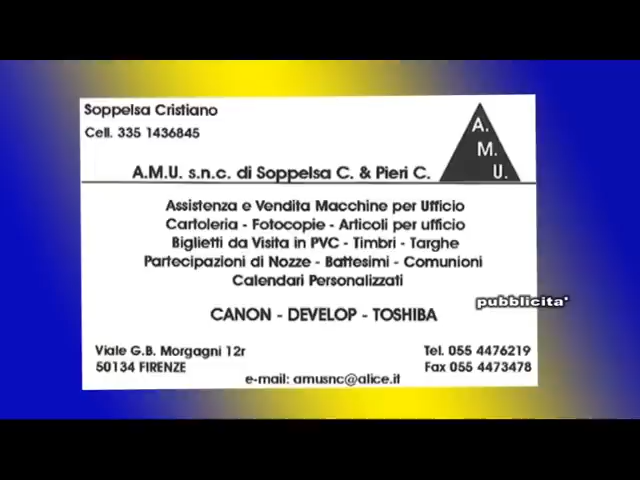 Soppelsa Cristiano
Cell. 335 1436845
A.
M.
U.
A.M.U. s.n.c. di Soppelsa C. & Pieri C.
Assistenza e Vendita Macchine per Ufficio
Cartoleria - Fotocopie - Articoli per ufficio
Biglietti da Visita in PVC - Timbri - Targhe
Partecipazioni di Nozze - Battesimi - Comunioni
Calendari Personalizzati
CANON - DEVELOP - TOSHIBA
pubblicita'
Viale G.B. Morgagni 12r
50134 FIRENZE
Tel. 055 4476219
Fax 055 4473478
e-mail: amusnc@alice.it